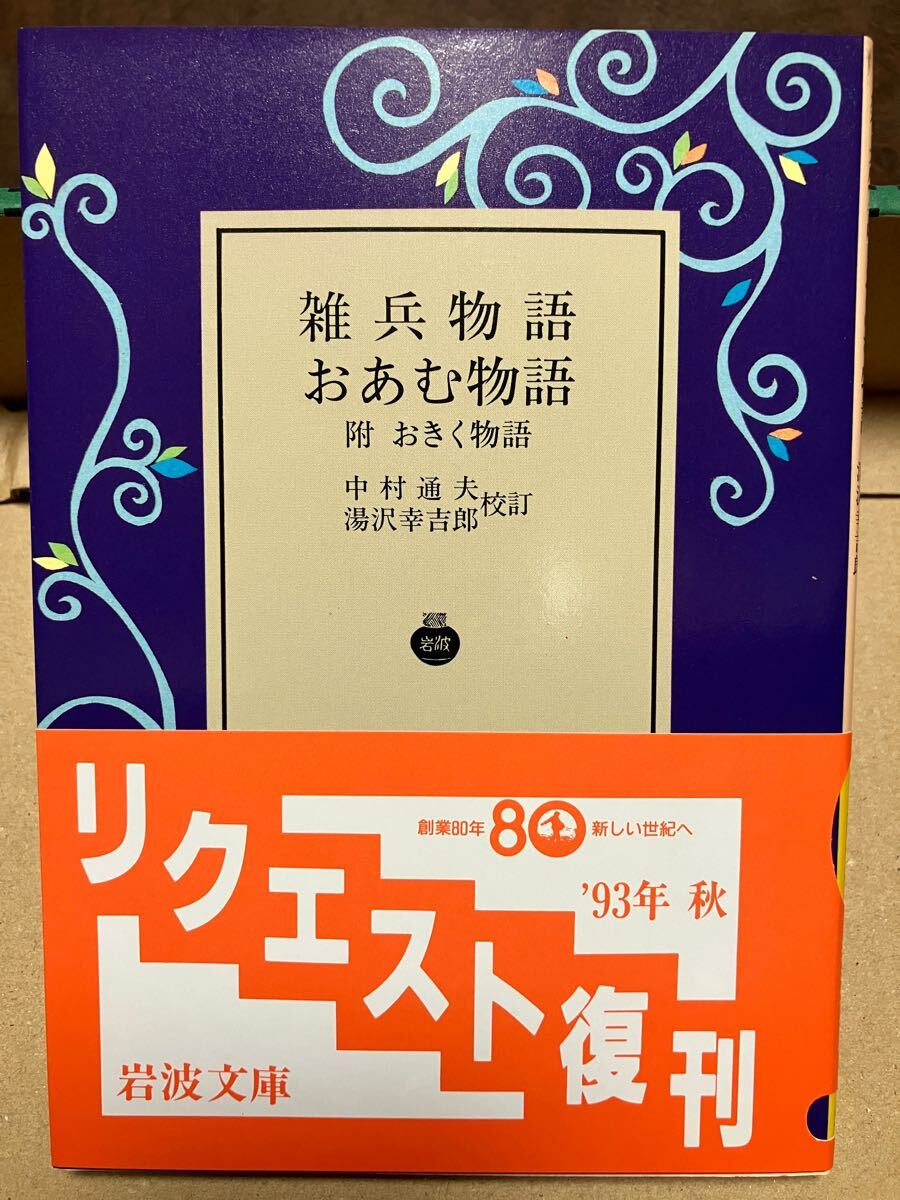 雑兵物語
おあむ物語
附 おきく物語
中村通夫
湯沢幸吉郎
校訂
岩波
創業80年
80
新しい世紀へ
'93年 秋
リクエスト復刊
岩波文庫